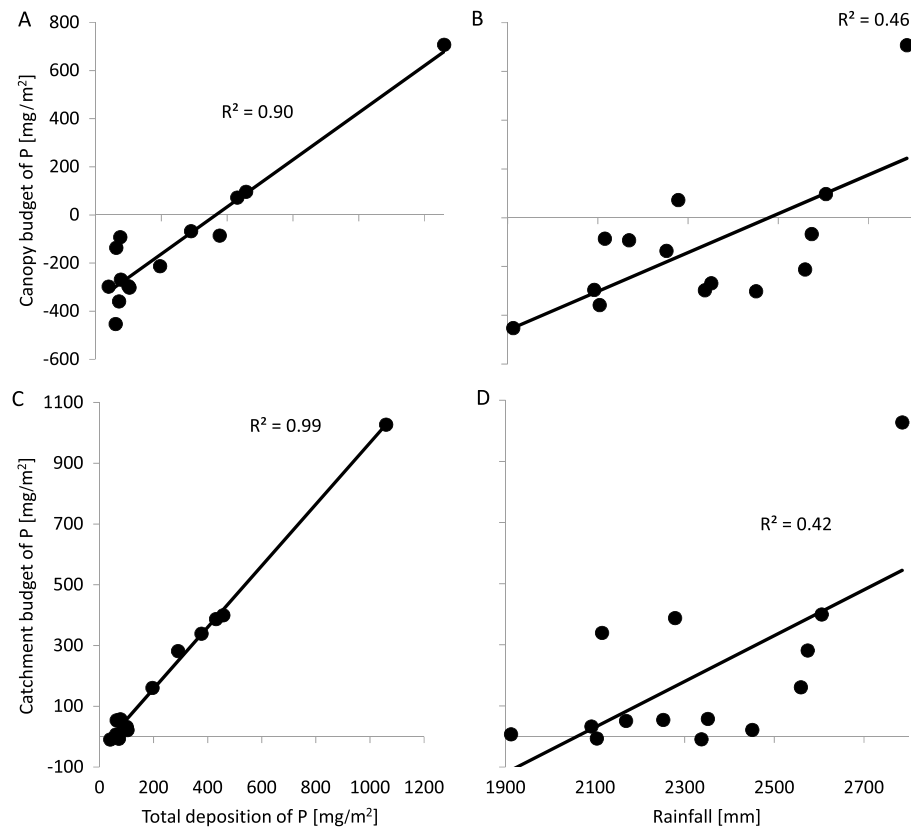 A
B
800
600
400
200
0
-200
-400
-600
Canopy budget of P [mg/m²]
R² = 0.90
R² = 0.46
C
D
1100
900
700
500
300
100
-100
Catchment budget of P [mg/m²]
R² = 0.99
R² = 0.42
0 200 400 600 800 1000 1200
1900 2100 2300 2500 2700
Total deposition of P [mg/m²]
Rainfall [mm]